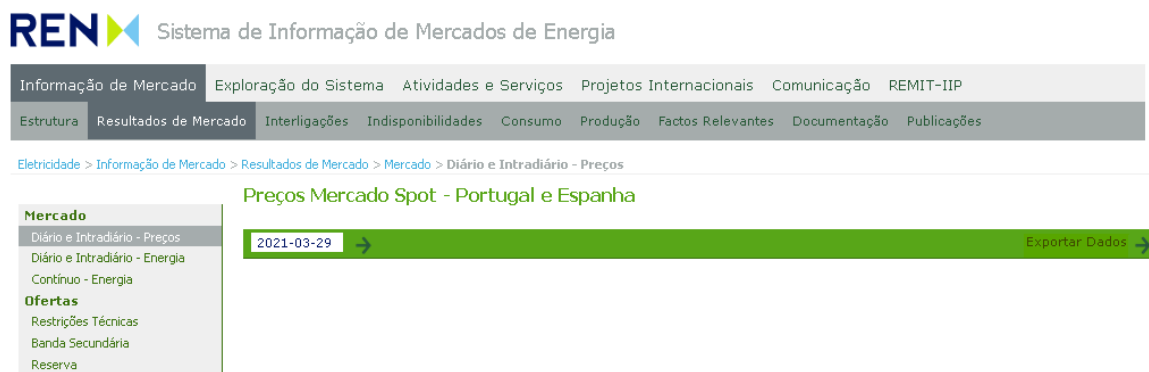 REN Sistema de Informação de Mercados de Energia
Informação de Mercado Exploração do Sistema Atividades e Serviços Projetos Internacionais Comunicação REMIT-IIP
Estrutura Resultados de Mercado Interligações Indisponibilidades Consumo Produção Factos Relevantes Documentação Publicações
Eletricidade > Informação de Mercado > Resultados de Mercado > Mercado > Diário e Intradiário - Preços
Preços Mercado Spot - Portugal e Espanha
2021-03-29 Exportar Dados
Mercado
Diário e Intradiário - Preços
Diário e Intradiário - Energia
Contínuo - Energia
Ofertas
Restrições Técnicas
Banda Secundária
Reserva